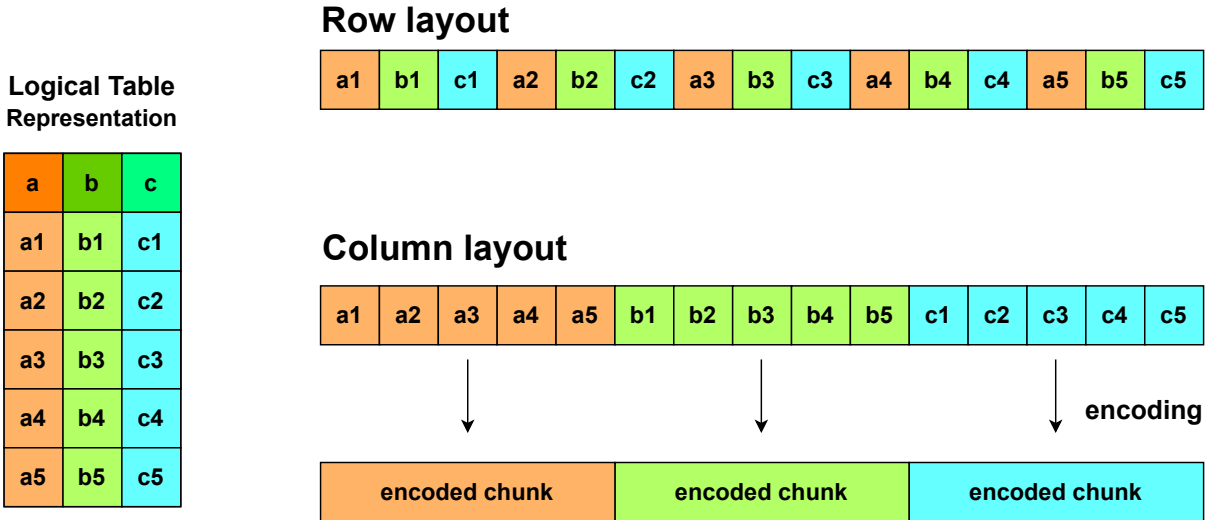 Row layout
a1 b1 c1 a2 b2 c2 a3 b3 c3 a4 b4 c4 a5 b5 c5
Logical Table
Representation
a b c
a1 b1 c1
a2 b2 c2
a3 b3 c3
a4 b4 c4
a5 b5 c5
Column layout
a1 a2 a3 a4 a5 b1 b2 b3 b4 b5 c1 c2 c3 c4 c5
encoding
encoded chunk encoded chunk encoded chunk